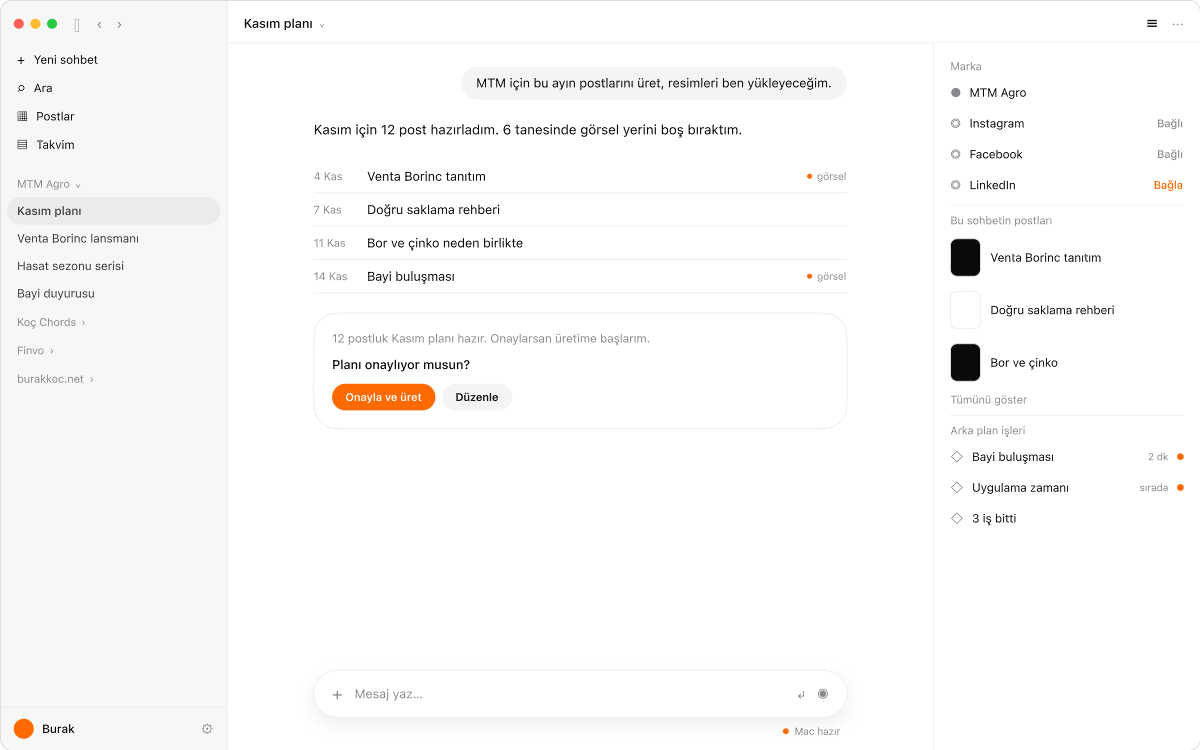 Yeni sohbet
Ara
Postlar
Takvim
MTM Agro
Kasım planı
Venta Borinc lansmanı
Hasat sezonu serisi
Bayi duyurusu
Koç Chords
Finvo
burakkoc.net
Burak
Kasım planı
MTM için bu ayın postlarını üret, resimleri ben yükleyeceğim.
Kasım için 12 post hazırladım. 6 tanesinde görsel yerini boş bıraktım.
4 Kas Venta Borinc tanıtım görsel
7 Kas Doğru saklama rehberi
11 Kas Bor ve çinko neden birlikte
14 Kas Bayi buluşması görsel
12 postluk Kasım planı hazır. Onaylarsan üretime başlarım.
Planı onaylıyor musun?
Onayla ve üret Düzenle
Mesaj yaz...
Mac hazır
Marka
MTM Agro
Instagram Bağlı
Facebook Bağlı
LinkedIn Bağla
Bu sohbetin postları
Venta Borinc tanıtım
Doğru saklama rehberi
Bor ve çinko
Tümünü göster
Arka plan işleri
Bayi buluşması 2 dk
Uygulama zamanı sırada
3 iş bitti